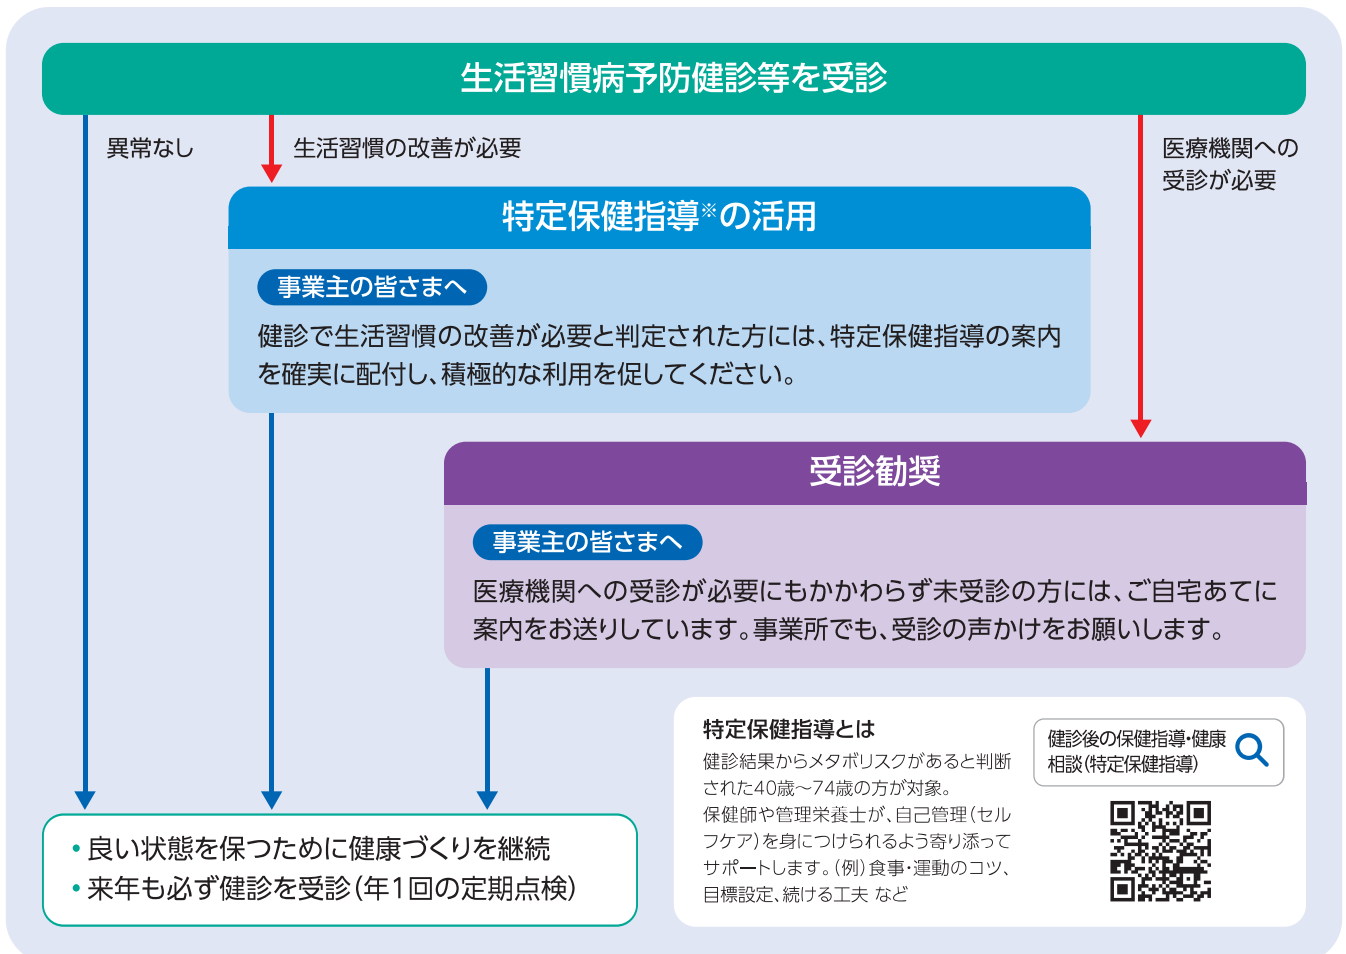 生活習慣病予防健診等を受診
異常なし
生活習慣の改善が必要
医療機関への
受診が必要
特定保健指導※の活用
事業主の皆さまへ
健診で生活習慣の改善が必要と判定された方には、特定保健指導の案内
を確実に配付し、積極的な利用を促してください。
受診勧奨
事業主の皆さまへ
医療機関への受診が必要にもかかわらず未受診の方には、ご自宅あてに
案内をお送りしています。事業所でも、受診の声かけをお願いします。
特定保健指導とは
健診結果からメタボリスクがあると判断
された40歳～74歳の方が対象。
保健師や管理栄養士が、自己管理（セル
フケア）を身につけられるよう寄り添って
サポートします。（例）食事・運動のコツ、
目標設定、続ける工夫 など
健診後の保健指導・健康
相談（特定保健指導）
• 良い状態を保つために健康づくりを継続
• 来年も必ず健診を受診（年1回の定期点検）